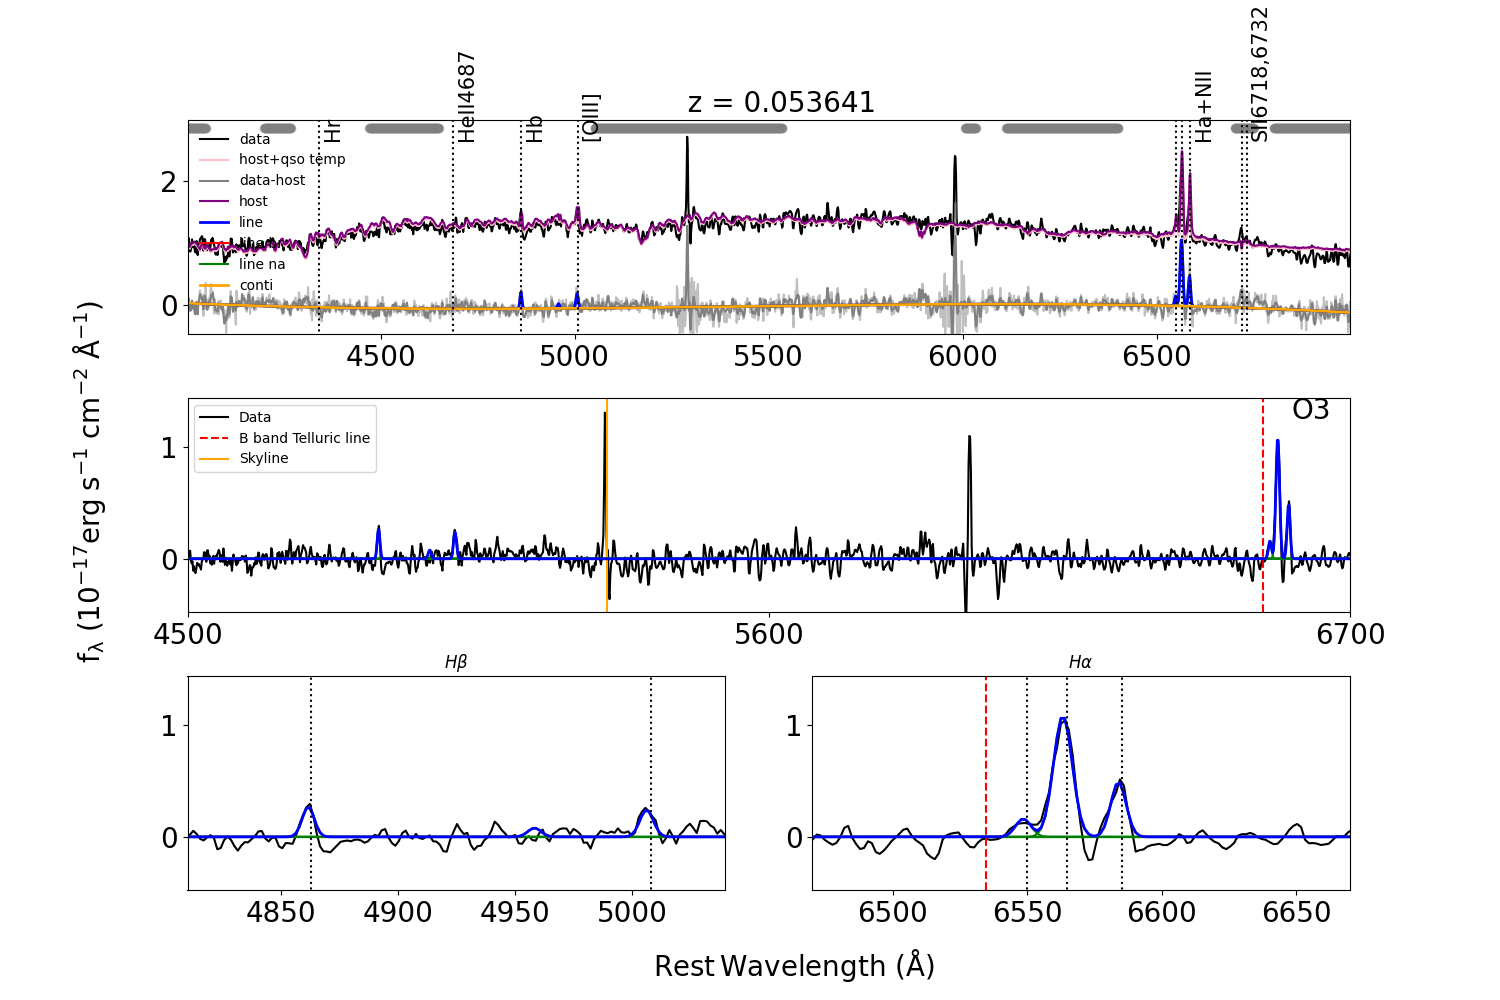 z = 0.053641
Hr
HeII4687
Hb
[OIII]
Ha+NII
SII6718,6732
data
host+qso temp
data-host
host
line
line na
conti
2
0
4500
5000
5500
6000
6500
Data
B band Telluric line
Skyline
O3
1
0
4500
5600
6700
fλ (10⁻¹⁷erg s⁻¹ cm⁻² Å⁻¹)
Hβ
1
0
4850
4900
4950
5000
Hα
1
0
6500
6550
6600
6650
Rest Wavelength (Å)